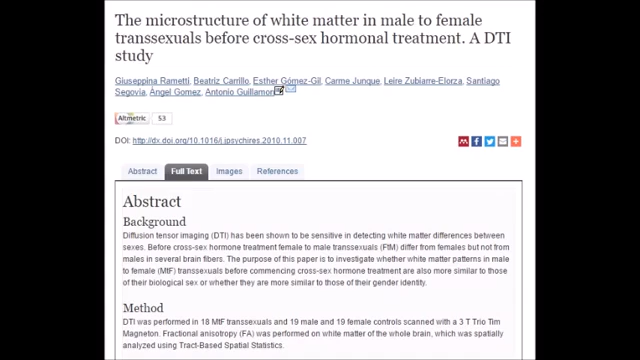 The microstructure of white matter in male to female
transsexuals before cross-sex hormonal treatment. A DTI
study
Giuseppina Rametti, Beatriz Carrillo, Esther Gómez-Gil, Carme Junque, Leire Zubiarre-Elorza, Santiago
Segovia, Ángel Gomez, Antonio Guillamon
Altmetric 53
DOI: http://dx.doi.org/10.1016/j.jpsychires.2010.11.007
Abstract Full Text Images References
Abstract
Background
Diffusion tensor imaging (DTI) has been shown to be sensitive in detecting white matter differences between
sexes. Before cross-sex hormone treatment female to male transsexuals (FtM) differ from females but not from
males in several brain fibers. The purpose of this paper is to investigate whether white matter patterns in male
to female (MtF) transsexuals before commencing cross-sex hormone treatment are also more similar to those
of their biological sex or whether they are more similar to those of their gender identity.
Method
DTI was performed in 18 MtF transsexuals and 19 male and 19 female controls scanned with a 3 T Trio Tim
Magneton. Fractional anisotropy (FA) was performed on white matter of the whole brain, which was spatially
analyzed using Tract-Based Spatial Statistics.